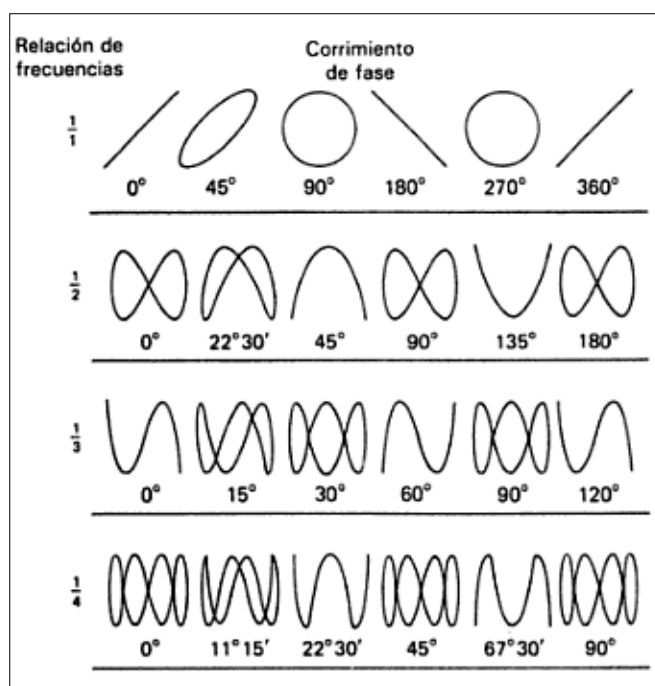 Relación de
frecuencias
Corrimiento
de fase
1/1
0° 45° 90° 180° 270° 360°
1/2
0° 22°30′ 45° 90° 135° 180°
1/3
0° 15° 30° 60° 90° 120°
1/4
0° 11°15′ 22°30′ 45° 67°30′ 90°